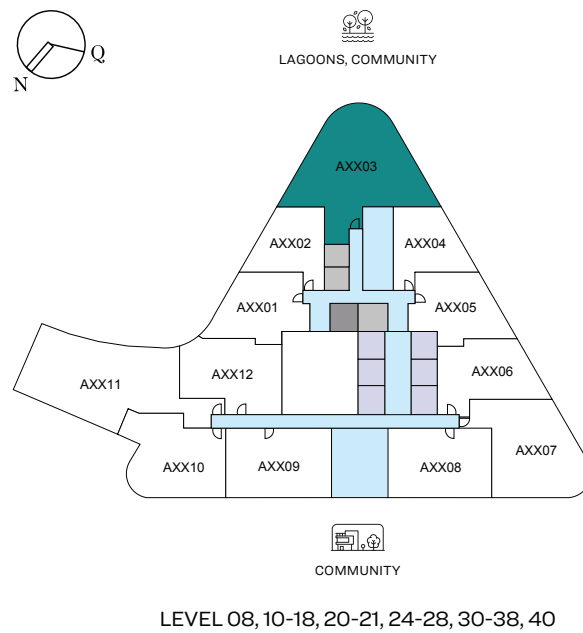 Q
N
LAGOONS, COMMUNITY
AXX03
AXX02
AXX04
AXX01
AXX05
AXX11
AXX12
AXX06
AXX10
AXX09
AXX08
AXX07
COMMUNITY
LEVEL 08, 10-18, 20-21, 24-28, 30-38, 40